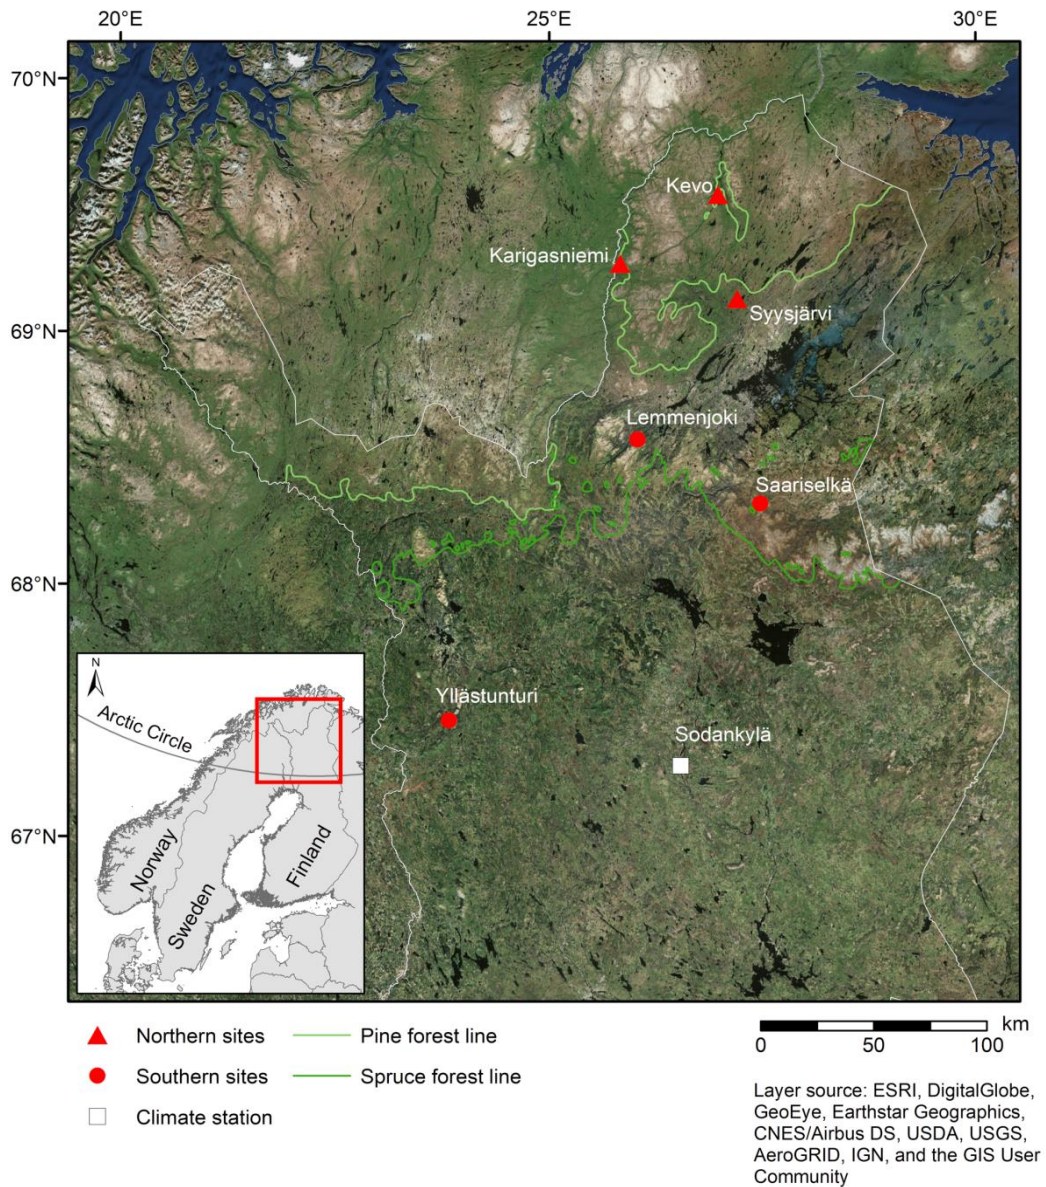 20°E 25°E 30°E
70°N
Kevo
Karigasniemi
Syysjärvi
69°N
Lemmenjoki
Saariselkä
68°N
Yllästunturi
Sodankylä
67°N
N
Arctic Circle
Norway
Sweden
Finland
Northern sites
Pine forest line
Southern sites
Spruce forest line
Climate station
km
0 50 100
Layer source: ESRI, DigitalGlobe,
GeoEye, Earthstar Geographics,
CNES/Airbus DS, USDA, USGS,
AeroGRID, IGN, and the GIS User
Community